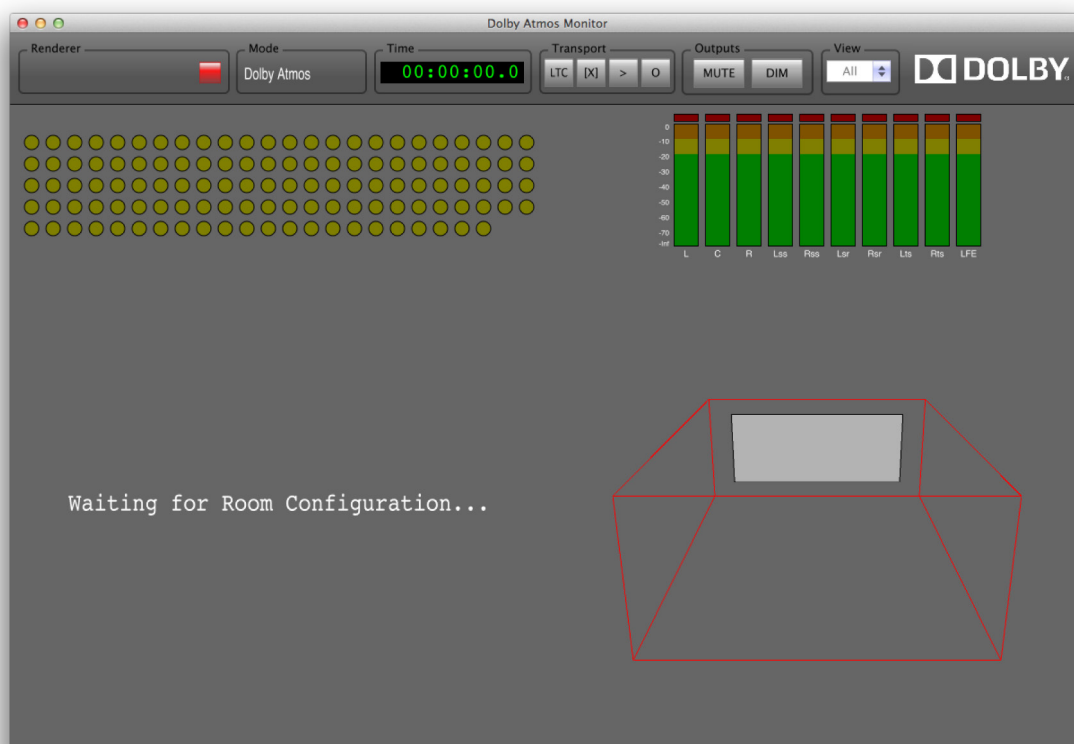 Dolby Atmos Monitor
Renderer
Mode
Time
Transport
Outputs
View
Dolby Atmos
00:00:00.0
LTC
[X]
>
O
MUTE
DIM
All
DOLBY
0
-10
-20
-30
-40
-50
-60
-70
-Inf
L C R Lss Rss Lsr Rsr Lts Rts LFE
Waiting for Room Configuration...